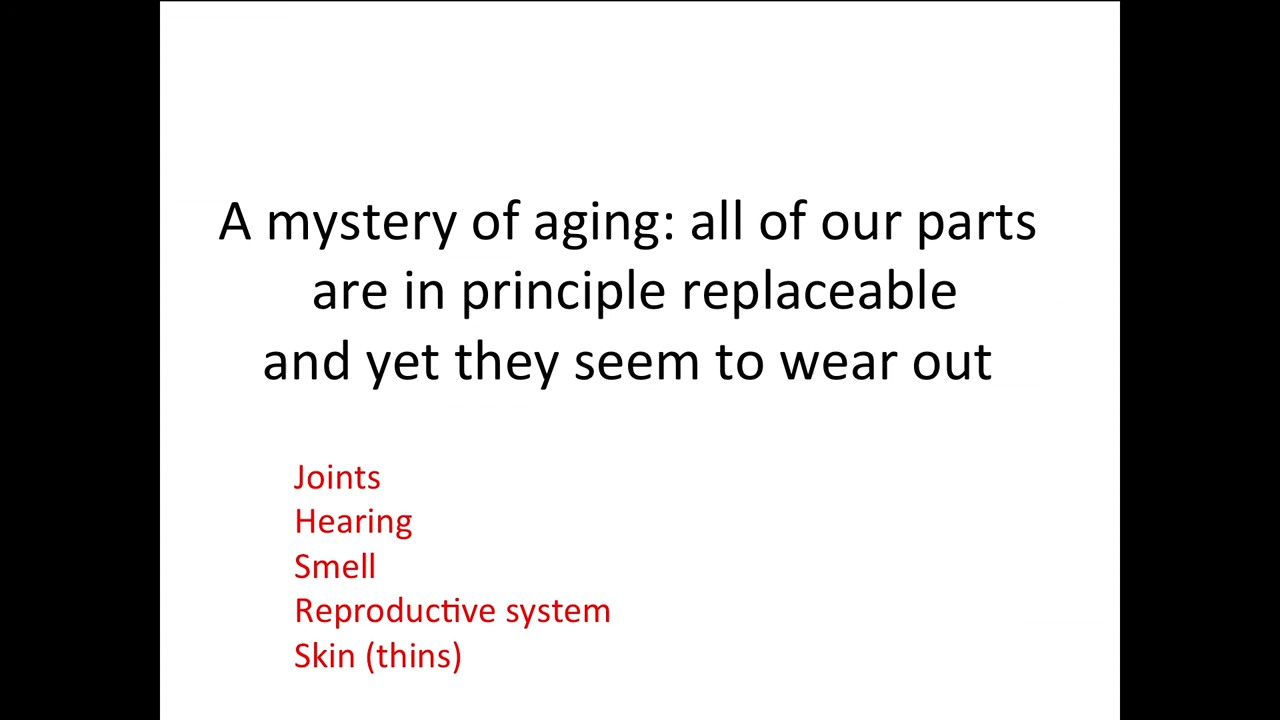 A mystery of aging: all of our parts
are in principle replaceable
and yet they seem to wear out
Joints
Hearing
Smell
Reproductive system
Skin (thins)